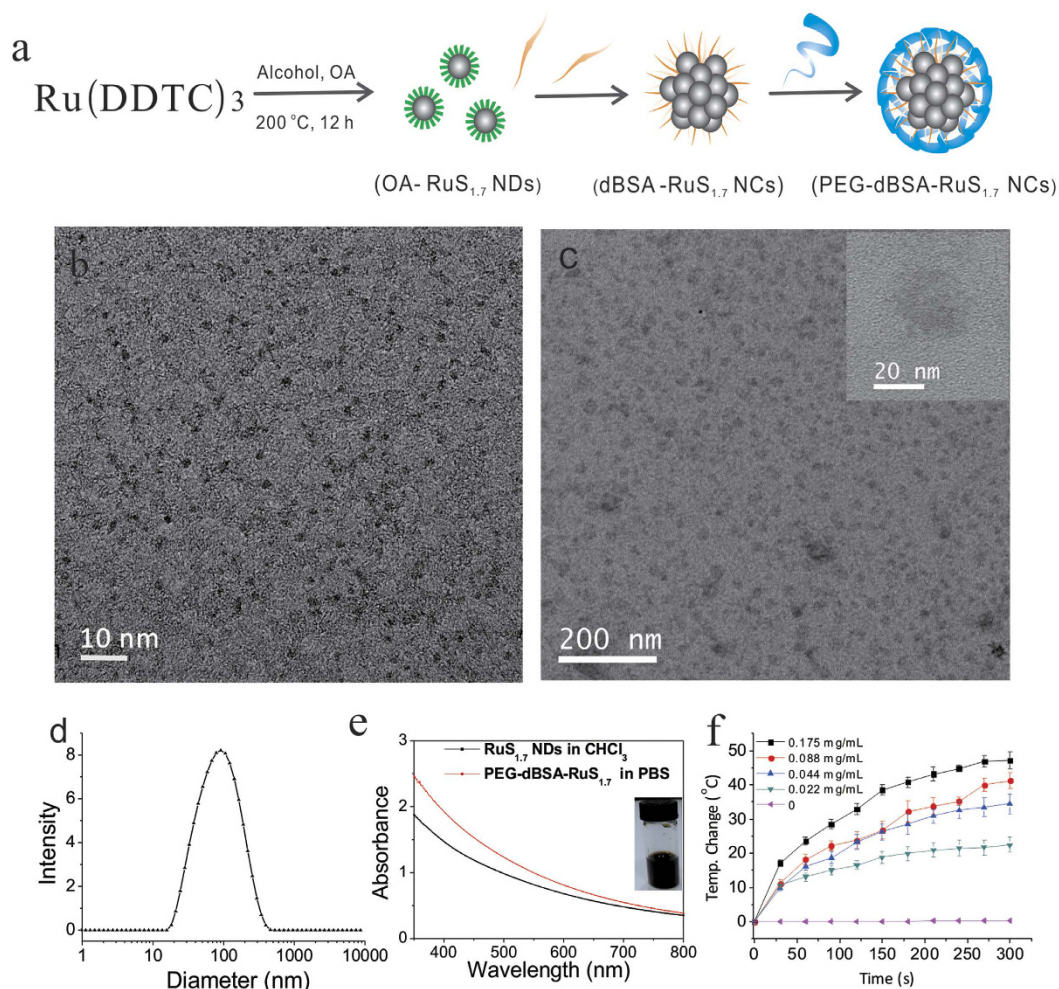 a
Ru(DDTC)3
Alcohol, OA
200 °C, 12 h
(OA- RuS1.7 NDs)
(dBSA -RuS1.7 NCs)
(PEG-dBSA-RuS1.7 NCs)
b
10 nm
c
20 nm
200 nm
d
Intensity
8
6
4
2
0
1
10
100
1000
10000
Diameter (nm)
e
Absorbance
3
2
1
0
RuS1.7 NDs in CHCl3
PEG-dBSA-RuS1.7 in PBS
400
500
600
700
800
Wavelength (nm)
f
Temp. Change (°C)
50
40
30
20
10
0
0.175 mg/mL
0.088 mg/mL
0.044 mg/mL
0.022 mg/mL
0
0
50
100
150
200
250
300
Time (s)